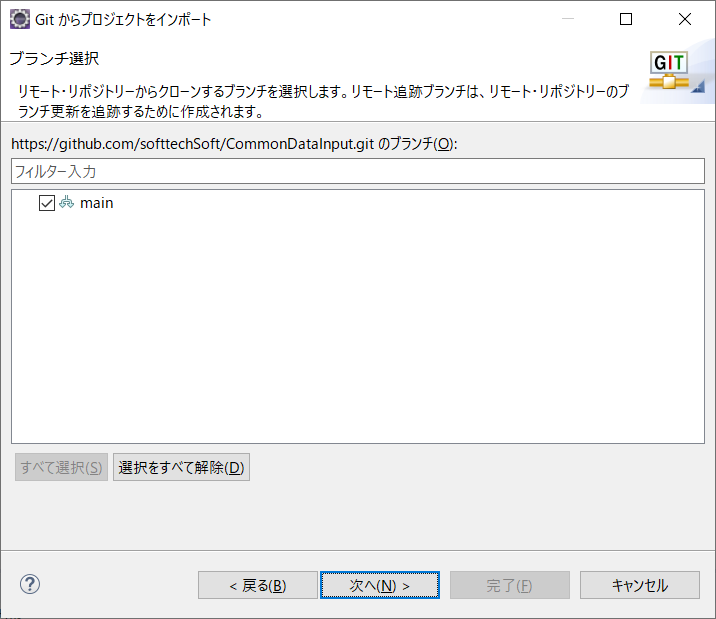 Git からプロジェクトをインポート
ブランチ選択
GIT
リモート・リポジトリーからクローンするブランチを選択します。リモート追跡ブランチは、リモート・リポジトリーのブ
ランチ更新を追跡するために作成されます。
https://github.com/softtechSoft/CommonDataInput.git のブランチ(O):
フィルター入力
main
すべて選択(S) 選択をすべて解除(D)
? < 戻る(B) 次へ(N) > 完了(F) キャンセル